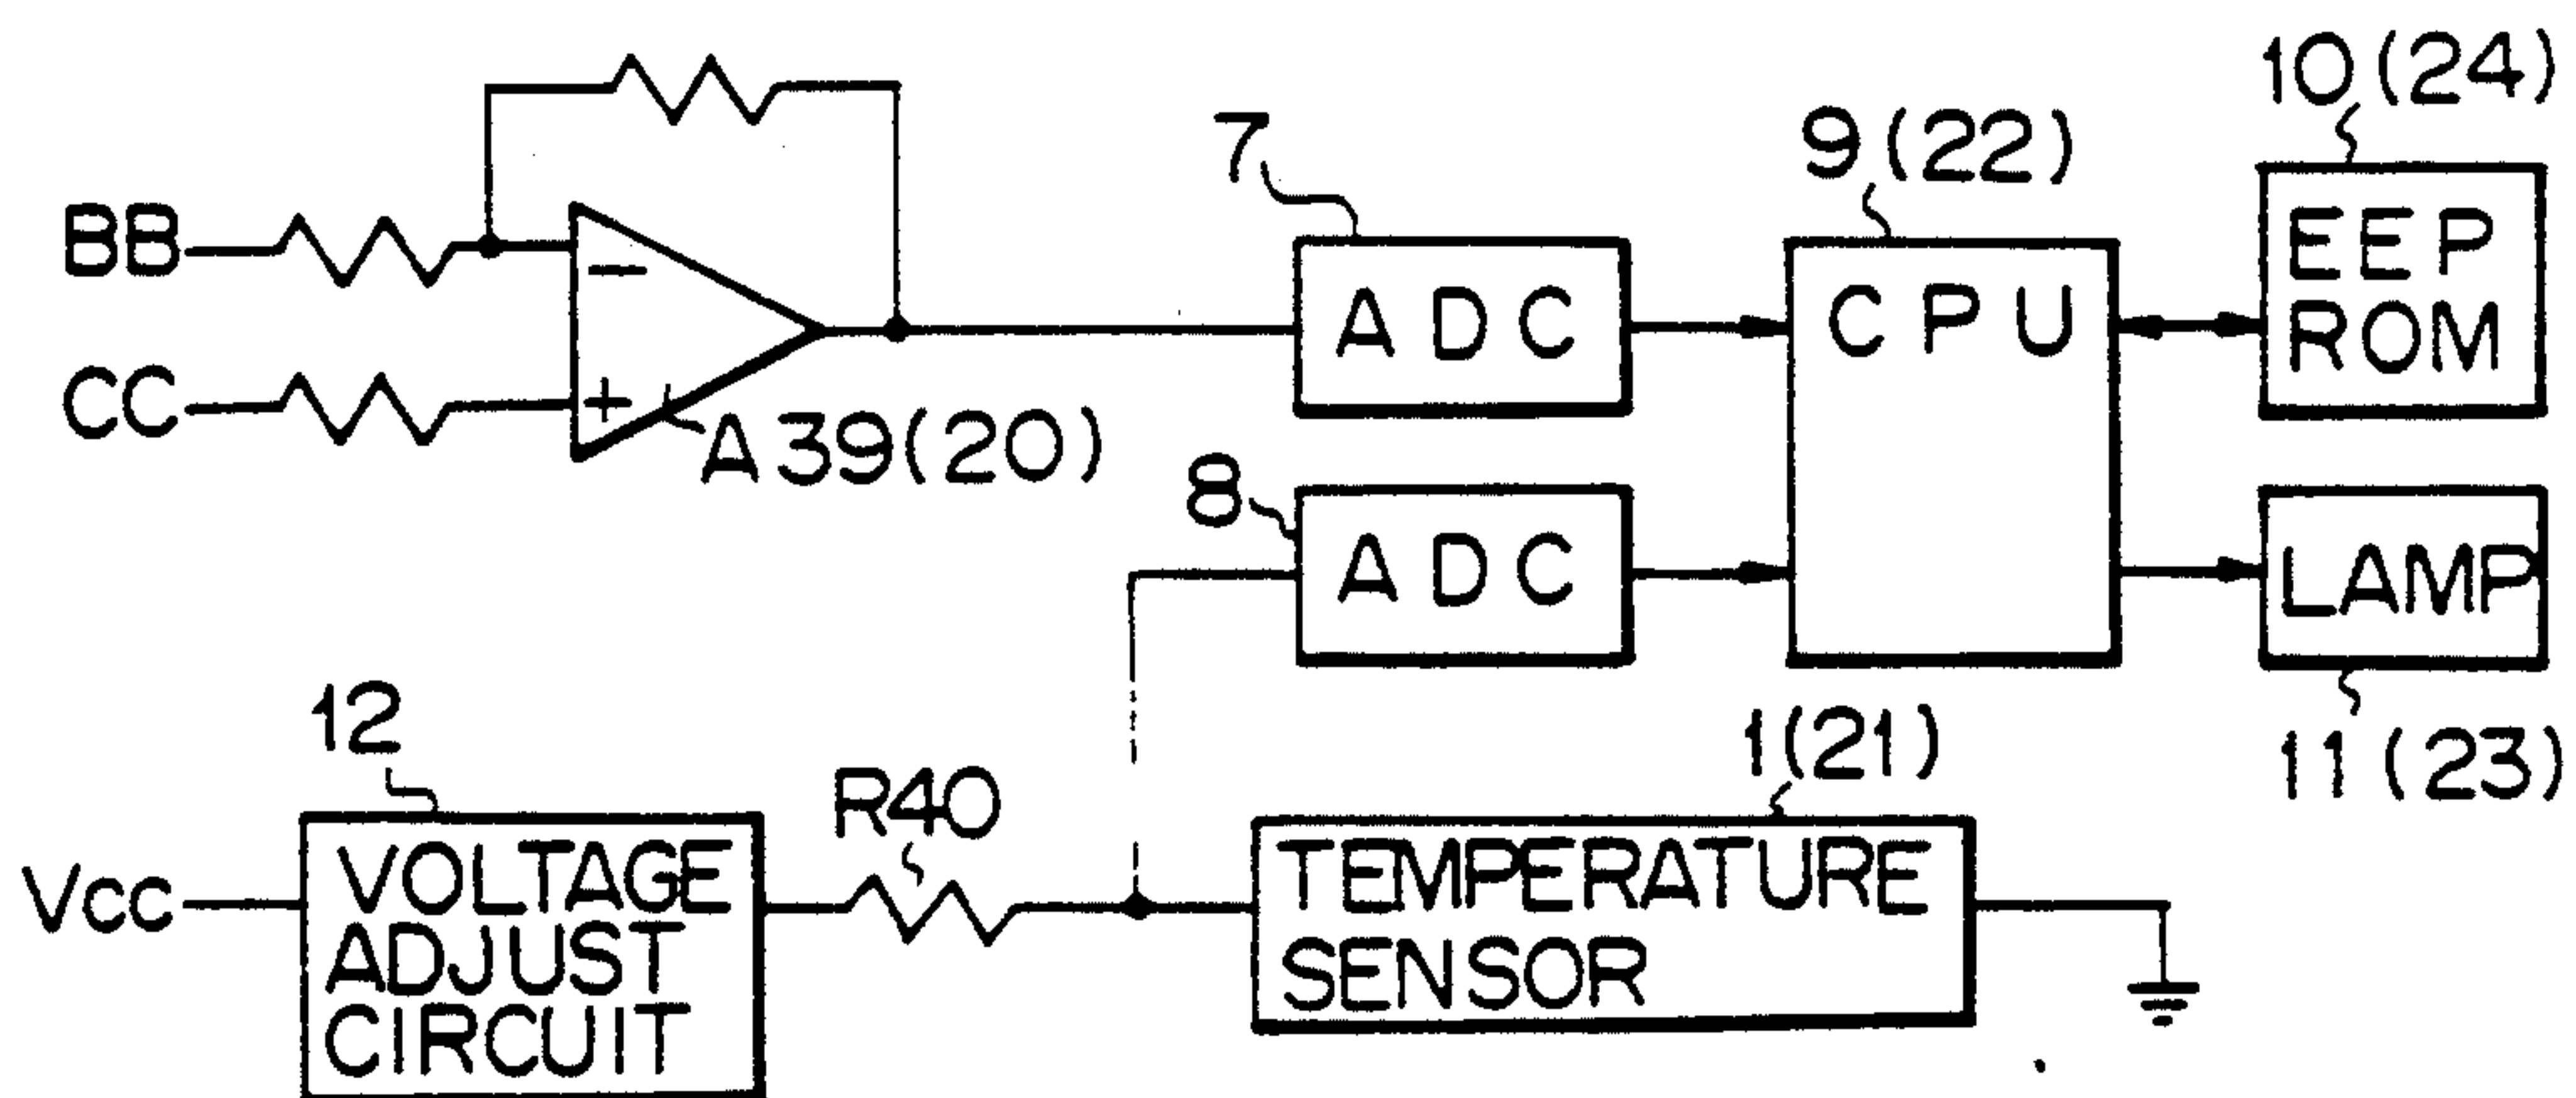 10(24)
7
9(22)
BB
−
ADC
CPU
EEP
ROM
CC
+
A39(20)
8
ADC
LAMP
12
R40
1(21)
11(23)
Vcc
VOLTAGE
ADJUST
CIRCUIT
TEMPERATURE
SENSOR